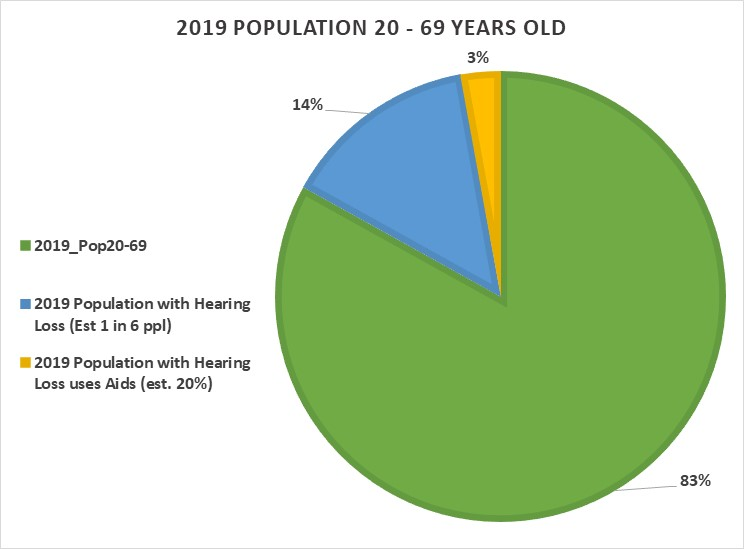 2019 POPULATION 20 - 69 YEARS OLD
3%
14%
2019_Pop20-69
2019 Population with Hearing
Loss (Est 1 in 6 ppl)
2019 Population with Hearing
Loss uses Aids (est. 20%)
83%